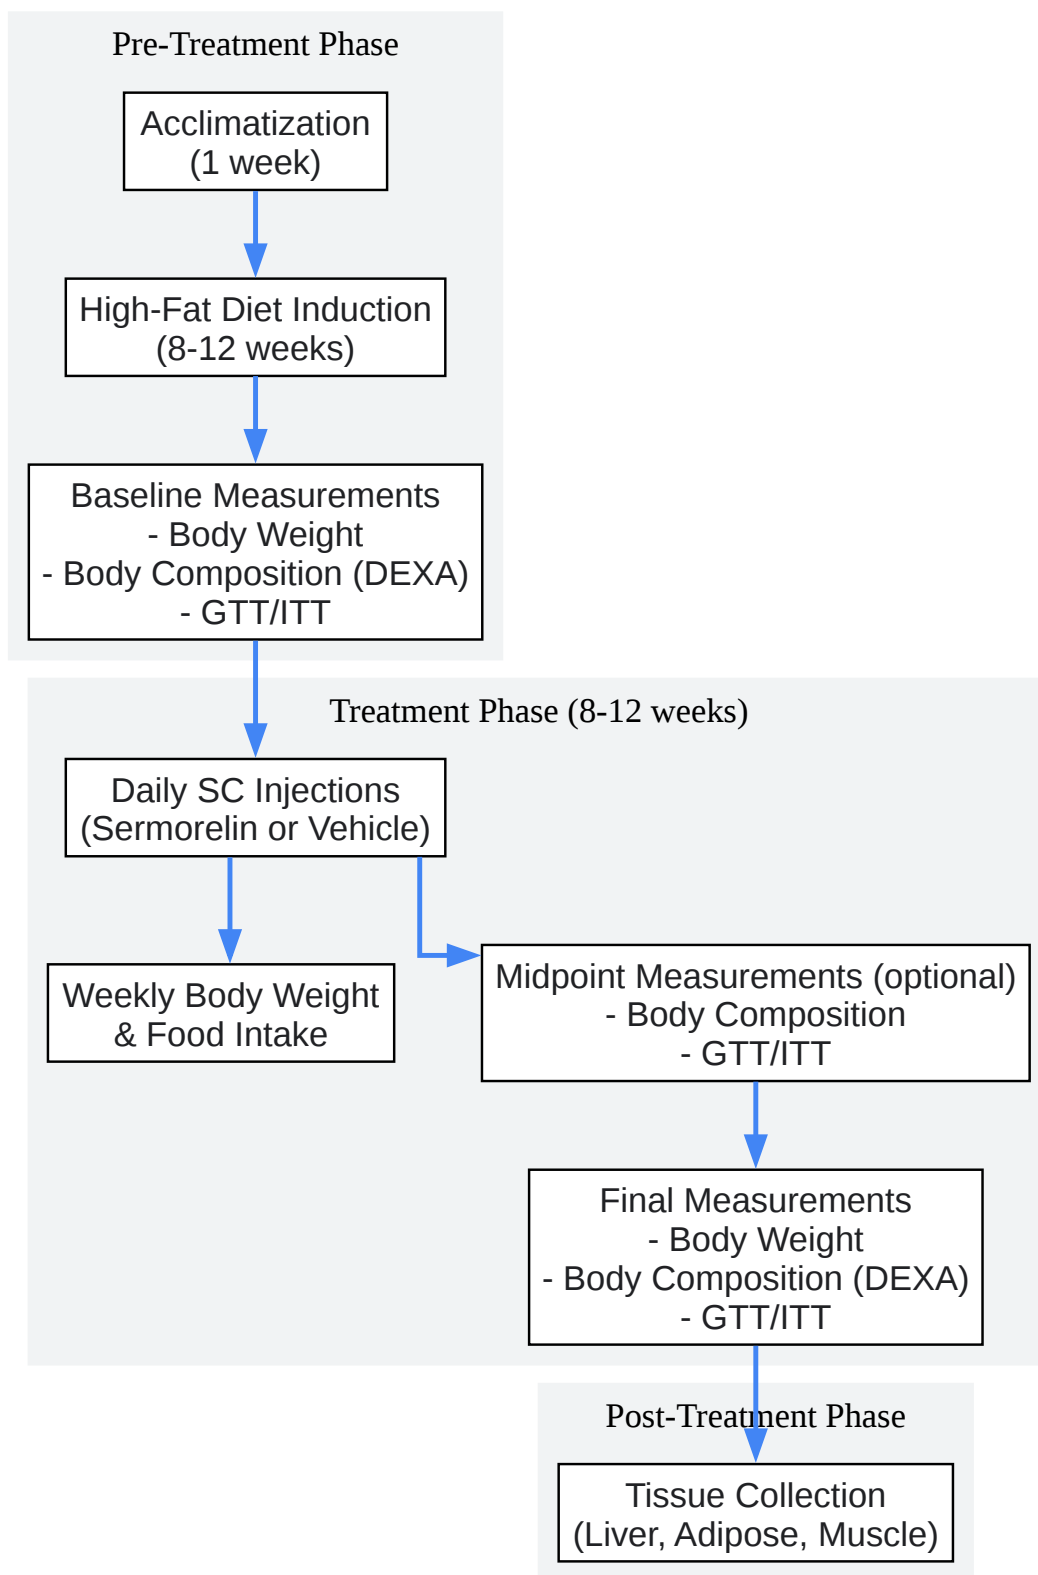 Pre-Treatment Phase
Acclimatization
(1 week)
High-Fat Diet Induction
(8-12 weeks)
Baseline Measurements
- Body Weight
- Body Composition (DEXA)
- GTT/ITT
Treatment Phase (8-12 weeks)
Daily SC Injections
(Sermorelin or Vehicle)
Weekly Body Weight
& Food Intake
Midpoint Measurements (optional)
- Body Composition
- GTT/ITT
Final Measurements
- Body Weight
- Body Composition (DEXA)
- GTT/ITT
Post-Treatment Phase
Tissue Collection
(Liver, Adipose, Muscle)